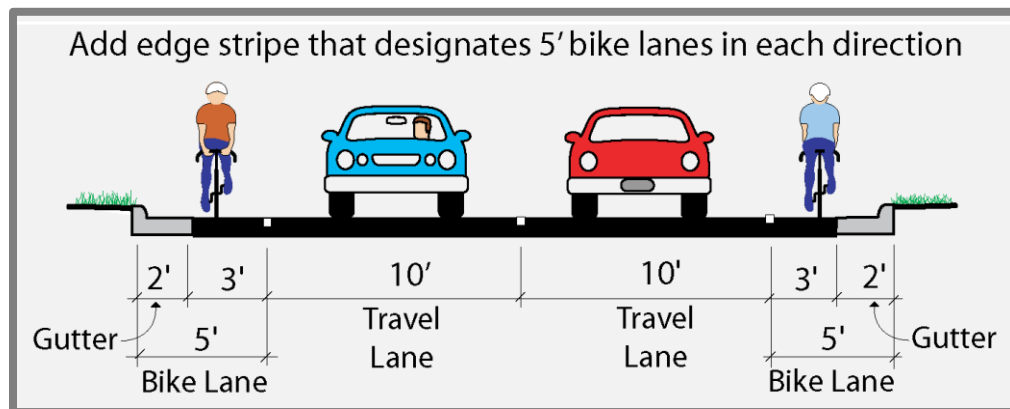 Add edge stripe that designates 5’ bike lanes in each direction
2' 3' 10’ 10' 3' 2'
Gutter 5' Travel Lane Travel Lane 5' Gutter
Bike Lane Bike Lane